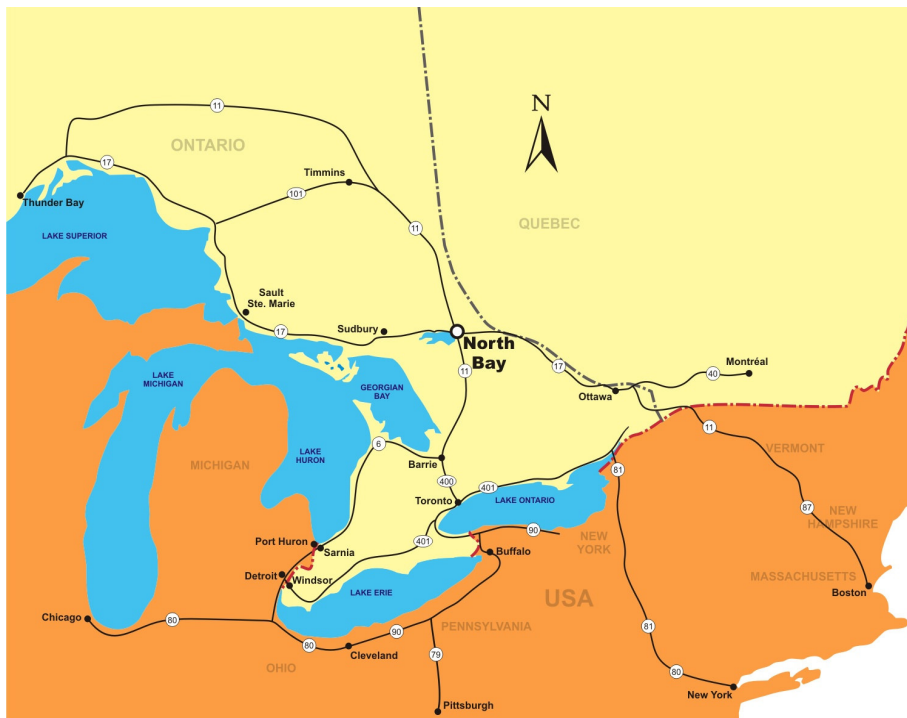 N
11
ONTARIO
17
Timmins
101
Thunder Bay
11
QUEBEC
LAKE SUPERIOR
Sault
Ste. Marie
17
Sudbury
North
Bay
Montréal
40
17
11
Ottawa
LAKE
MICHIGAN
GEORGIAN
BAY
11
6
LAKE
HURON
MICHIGAN
Barrie
VERMONT
81
400
401
LAKE ONTARIO
Toronto
87
NEW
HAMPSHIRE
90
NEW
YORK
401
Port Huron
Sarnia
Buffalo
Detroit
Windsor
MASSACHUSETTS
Boston
LAKE ERIE
USA
Chicago
80
90
PENNSYLVANIA
81
80
Cleveland
OHIO
79
80
New York
Pittsburgh